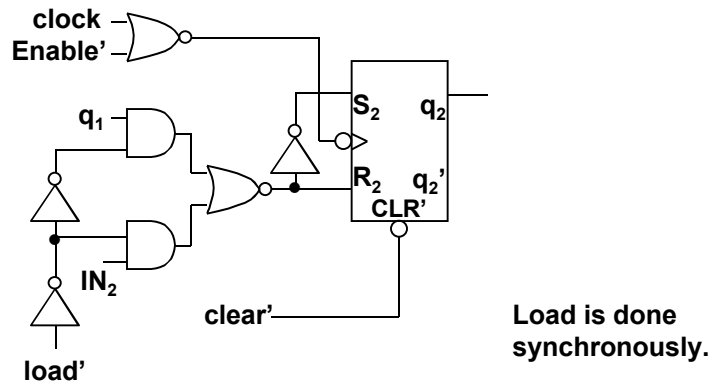 clock
Enable’
q1
S2
q2
R2
q2’
CLR’
IN2
clear’
load’
Load is done
synchronously.